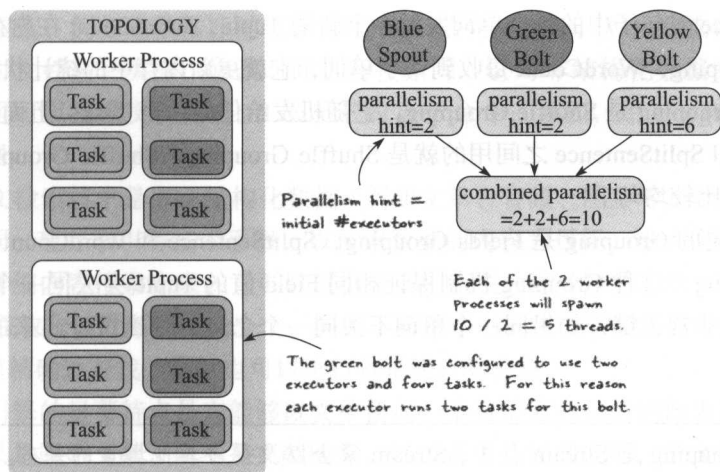 TOPOLOGY
Worker Process
Task
Task
Task
Task
Task
Task
Worker Process
Task
Task
Task
Task
Task
Task
Blue
Spout
Green
Bolt
Yellow
Bolt
parallelism
hint=2
parallelism
hint=2
parallelism
hint=6
Parallelism hint =
initial #executors
combined parallelism
=2+2+6=10
Each of the 2 worker
processes will spawn
10 / 2 = 5 threads.
The green bolt was configured to use two
executors and four tasks. For this reason
each executor runs two tasks for this bolt.